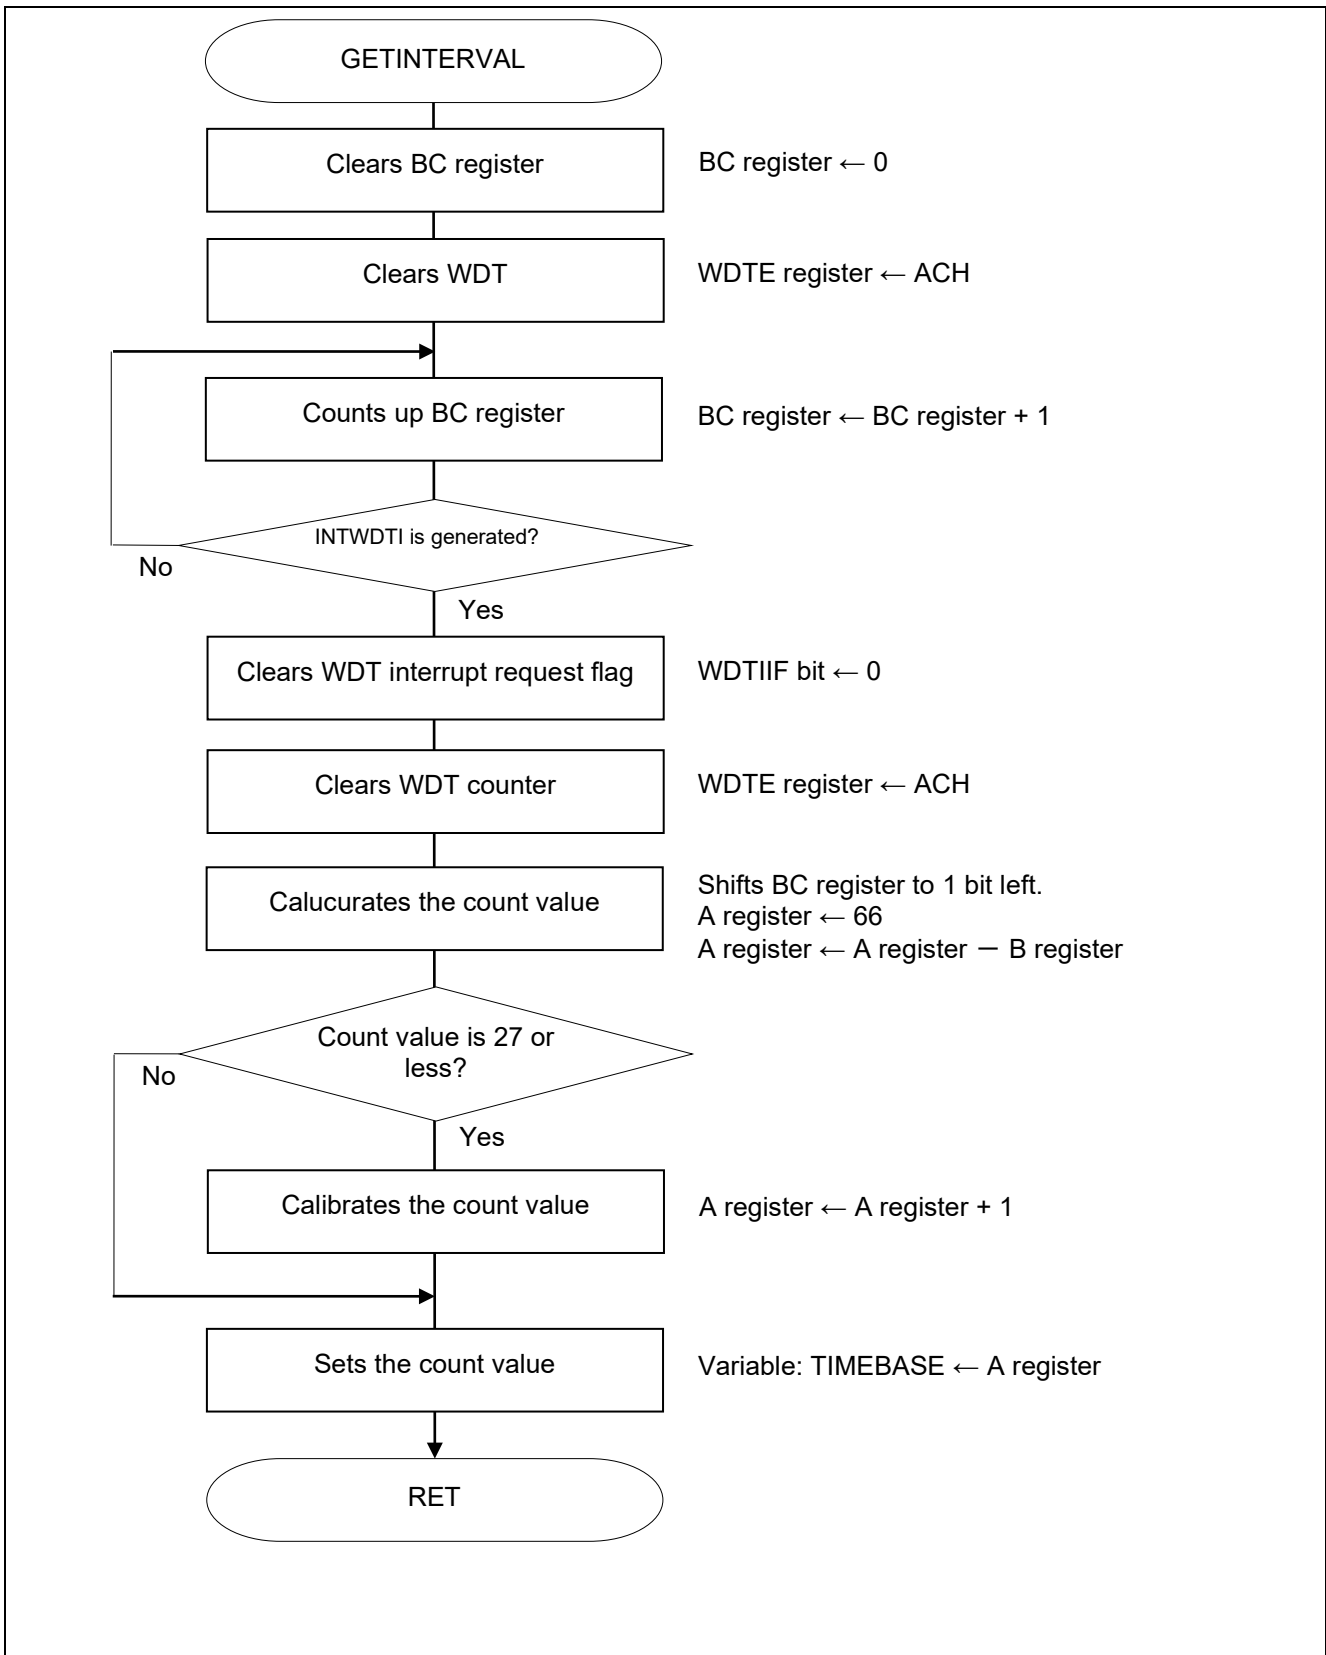 GETINTERVAL
Clears BC register
BC register ← 0
Clears WDT
WDTE register ← ACH
Counts up BC register
BC register ← BC register + 1
INTWDTI is generated?
No
Yes
Clears WDT interrupt request flag
WDTIIF bit ← 0
Clears WDT counter
WDTE register ← ACH
Calucurates the count value
Shifts BC register to 1 bit left.
A register ← 66
A register ← A register － B register
Count value is 27 or
less?
No
Yes
Calibrates the count value
A register ← A register + 1
Sets the count value
Variable: TIMEBASE ← A register
RET